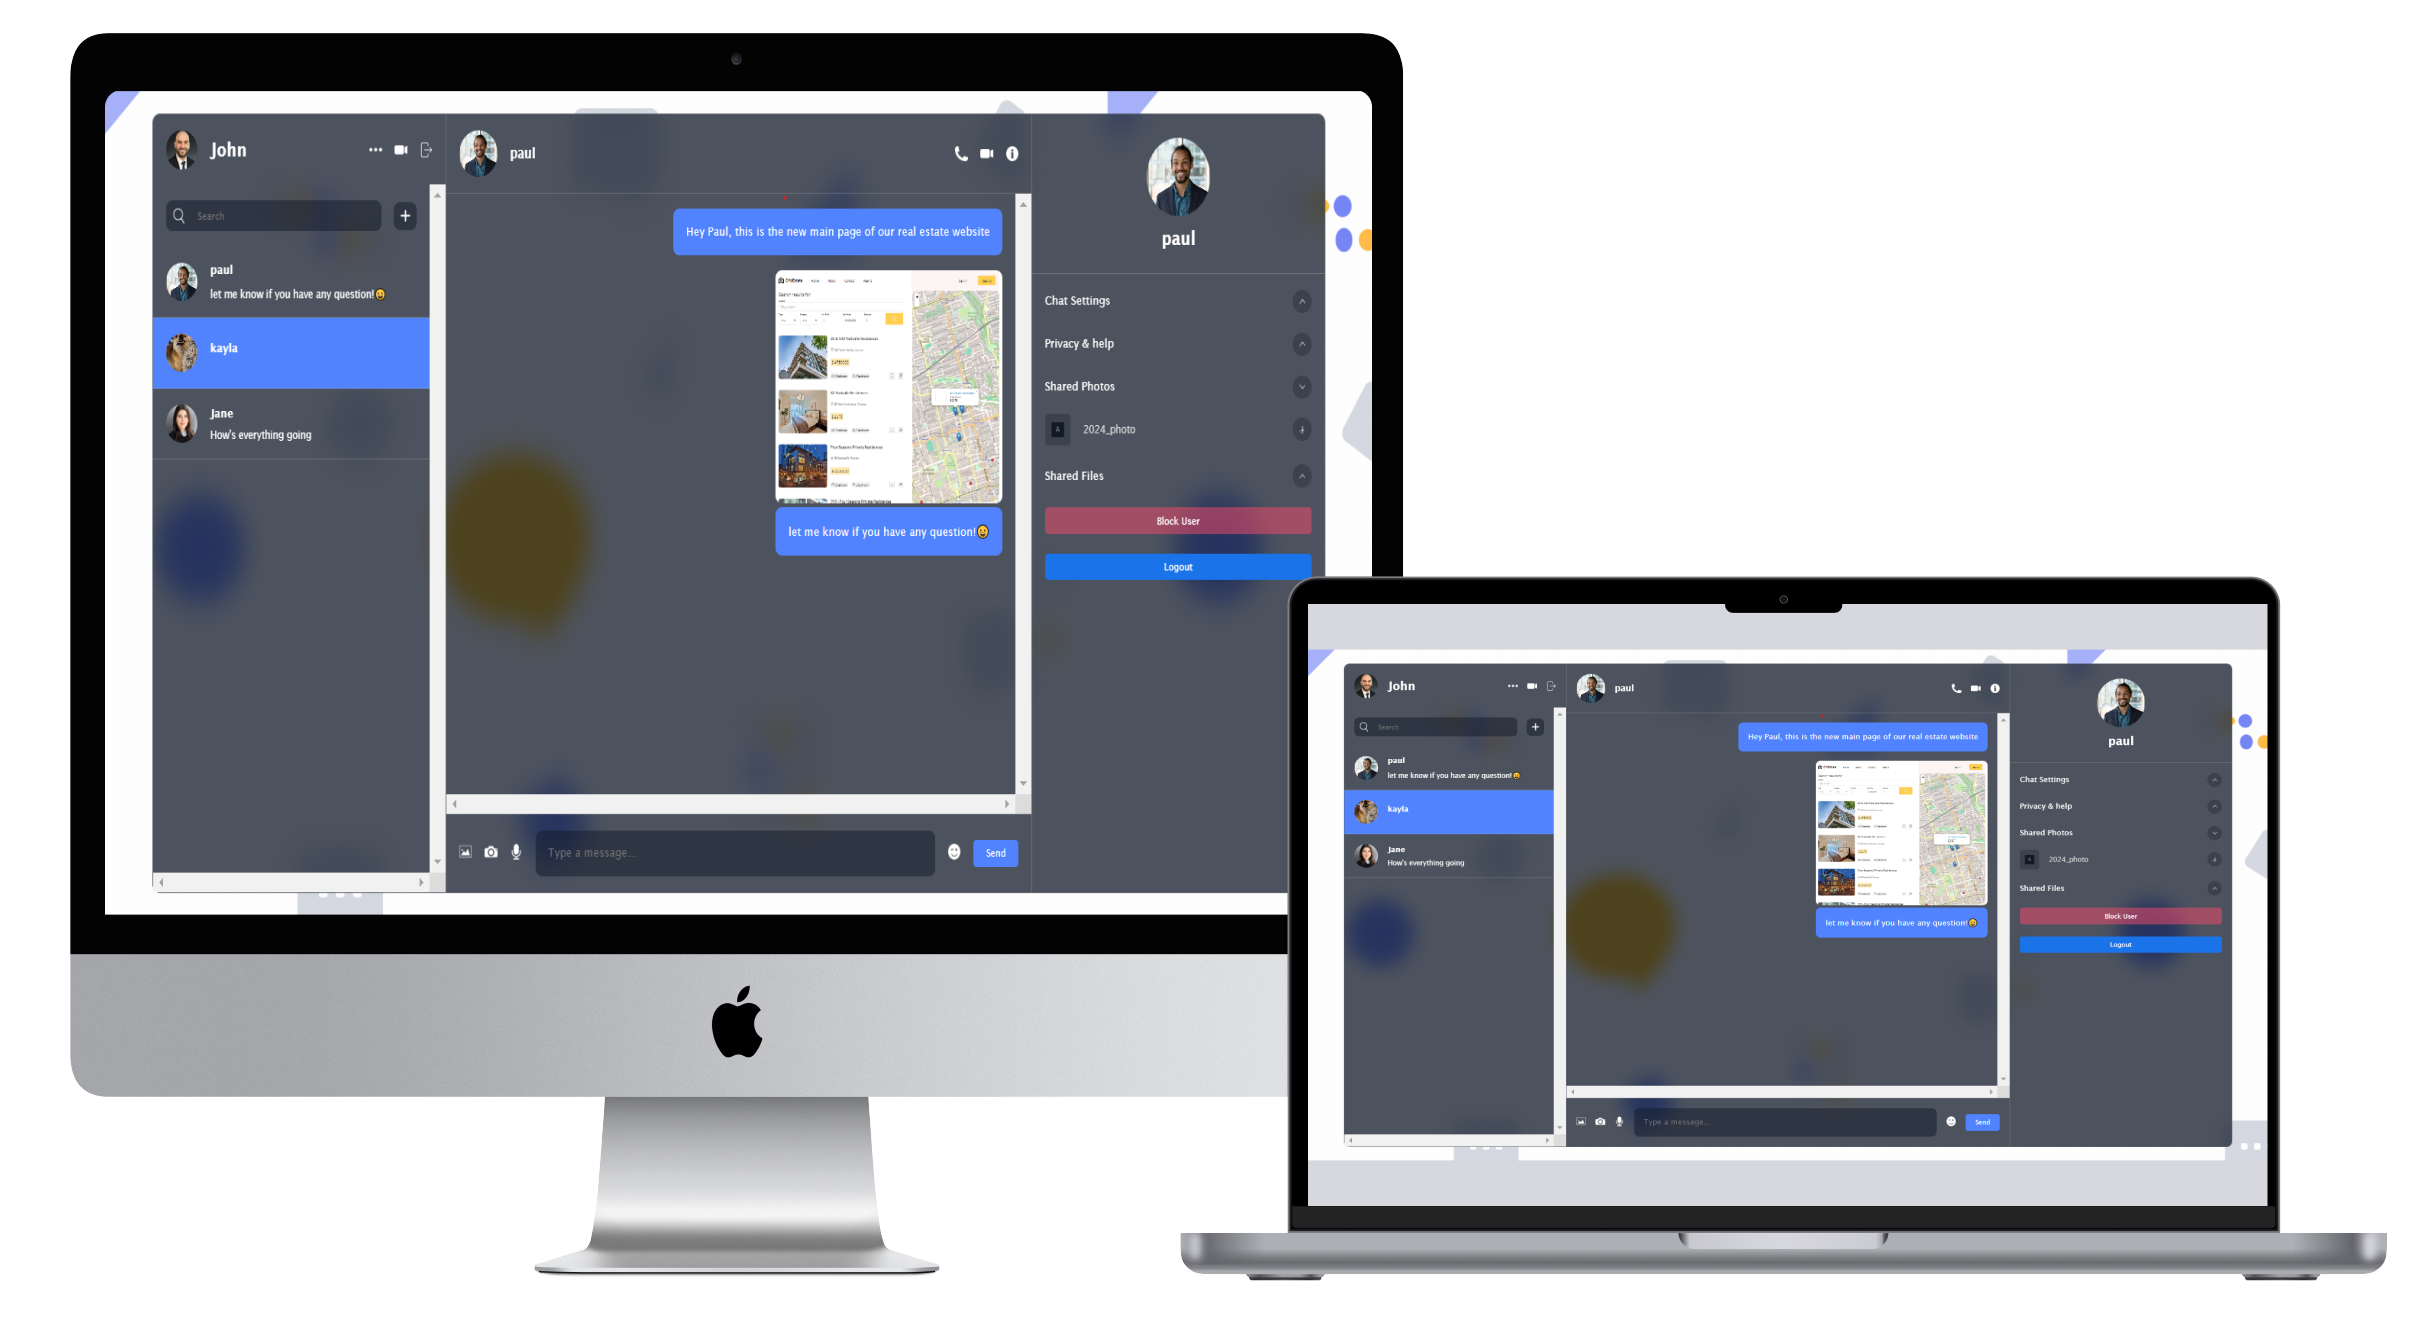 John
Search
paul
let me know if you have any question!😀
kayla
Jane
How's everything going
paul
Hey Paul, this is the new main page of our real estate website
let me know if you have any question!😀
Type a message...
Send
paul
Chat Settings
Privacy & help
Shared Photos
2024_photo
Shared Files
Block User
Logout
John
Search
paul
let me know if you have any question!😀
kayla
Jane
How's everything going
paul
Hey Paul, this is the new main page of our real estate website
let me know if you have any question!😀
Type a message...
Send
paul
Chat Settings
Privacy & help
Shared Photos
2024_photo
Shared Files
Block User
Logout